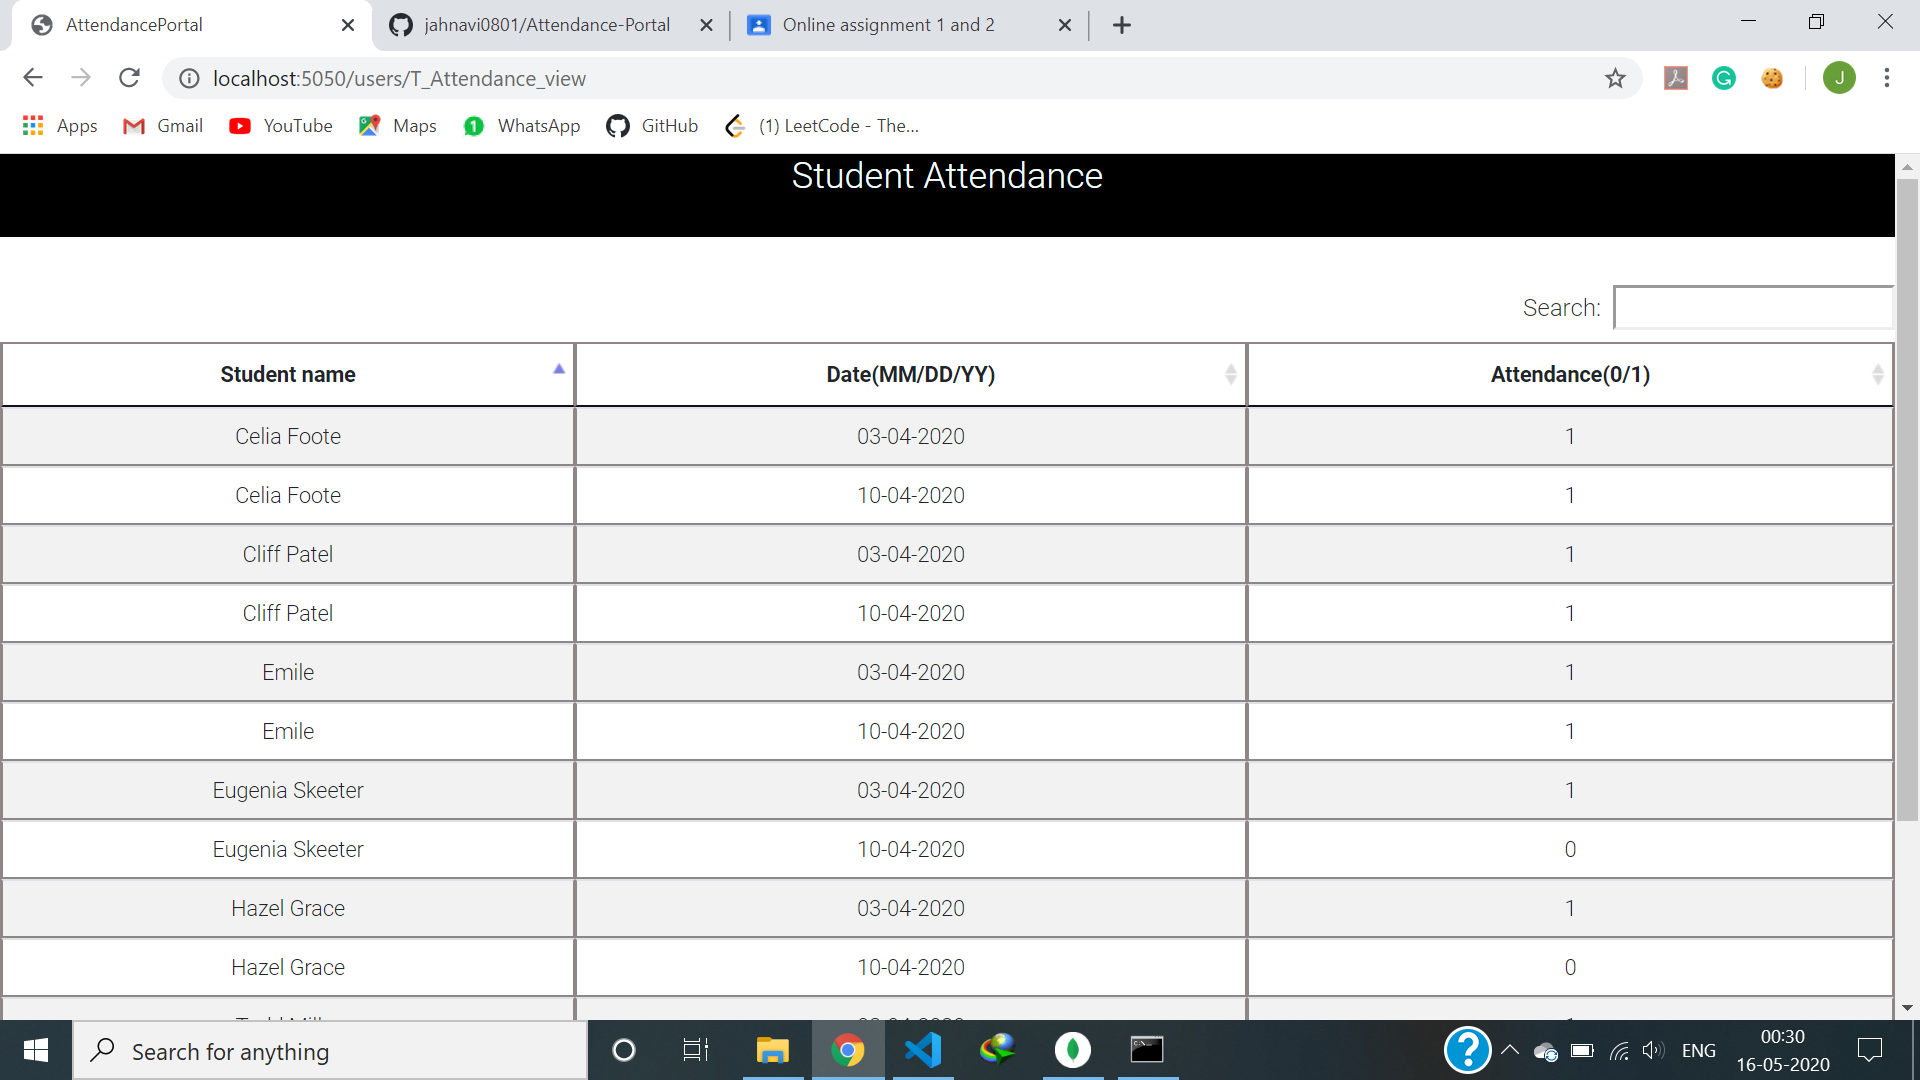 AttendancePortal
jahnavi0801/Attendance-Portal
Online assignment 1 and 2
localhost:5050/users/T_Attendance_view
J
Apps Gmail YouTube Maps 1 WhatsApp GitHub (1) LeetCode - The...
Student Attendance
Search:
Student name Date(MM/DD/YY) Attendance(0/1)
Celia Foote 03-04-2020 1
Celia Foote 10-04-2020 1
Cliff Patel 03-04-2020 1
Cliff Patel 10-04-2020 1
Emile 03-04-2020 1
Emile 10-04-2020 1
Eugenia Skeeter 03-04-2020 1
Eugenia Skeeter 10-04-2020 0
Hazel Grace 03-04-2020 1
Hazel Grace 10-04-2020 0
Search for anything
ENG
00:30
16-05-2020